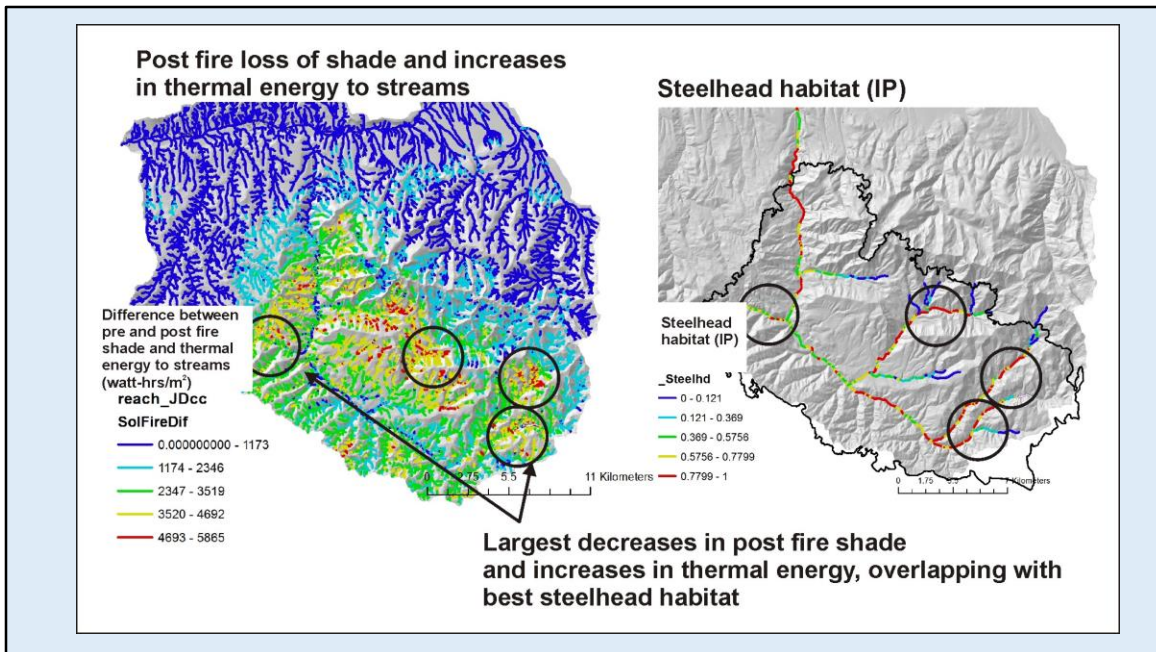 Post fire loss of shade and increases
in thermal energy to streams
Difference between
pre and post fire
shade and thermal
energy to streams
(watt-hrs/m²)
reach_JDcc
SolFireDif
0.000000000 - 1173
1174 - 2346
2347 - 3519
3520 - 4692
4693 - 5865
0 2.75 5.5 11 Kilometers
Steelhead habitat (IP)
Steelhead
habitat (IP)
_Steelhd
0 - 0.121
0.121 - 0.369
0.369 - 0.5756
0.5756 - 0.7799
0.7799 - 1
0 1.75 3.5 7 Kilometers
Largest decreases in post fire shade
and increases in thermal energy, overlapping with
best steelhead habitat